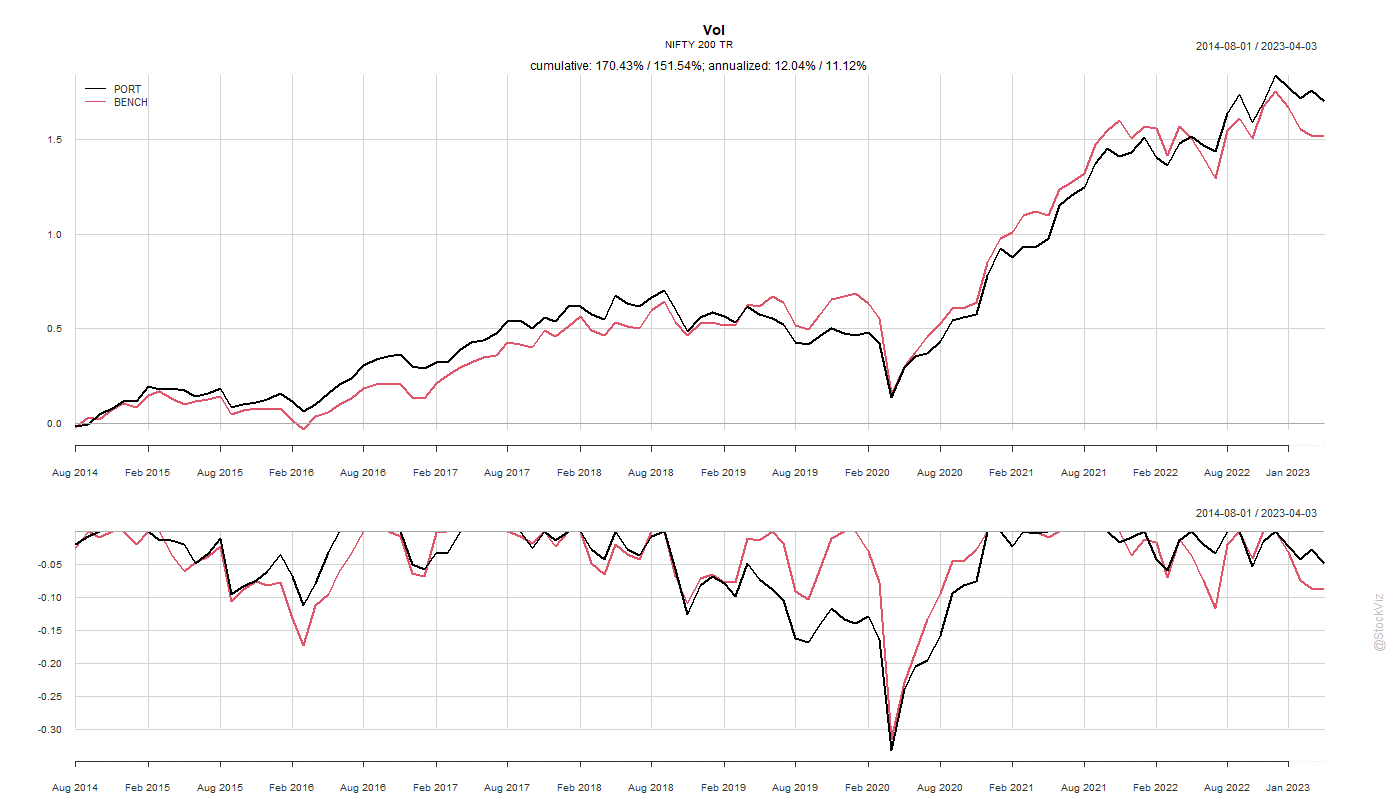 Vol
NIFTY 200 TR
2014-08-01 / 2023-04-03
cumulative: 170.43% / 151.54%; annualized: 12.04% / 11.12%
PORT
BENCH
1.5
1.0
0.5
0.0
Aug 2014 Feb 2015 Aug 2015 Feb 2016 Aug 2016 Feb 2017 Aug 2017 Feb 2018 Aug 2018 Feb 2019 Aug 2019 Feb 2020 Aug 2020 Feb 2021 Aug 2021 Feb 2022 Aug 2022 Jan 2023
2014-08-01 / 2023-04-03
-0.05
-0.10
-0.15
-0.20
-0.25
-0.30
Aug 2014 Feb 2015 Aug 2015 Feb 2016 Aug 2016 Feb 2017 Aug 2017 Feb 2018 Aug 2018 Feb 2019 Aug 2019 Feb 2020 Aug 2020 Feb 2021 Aug 2021 Feb 2022 Aug 2022 Jan 2023
@StockViz